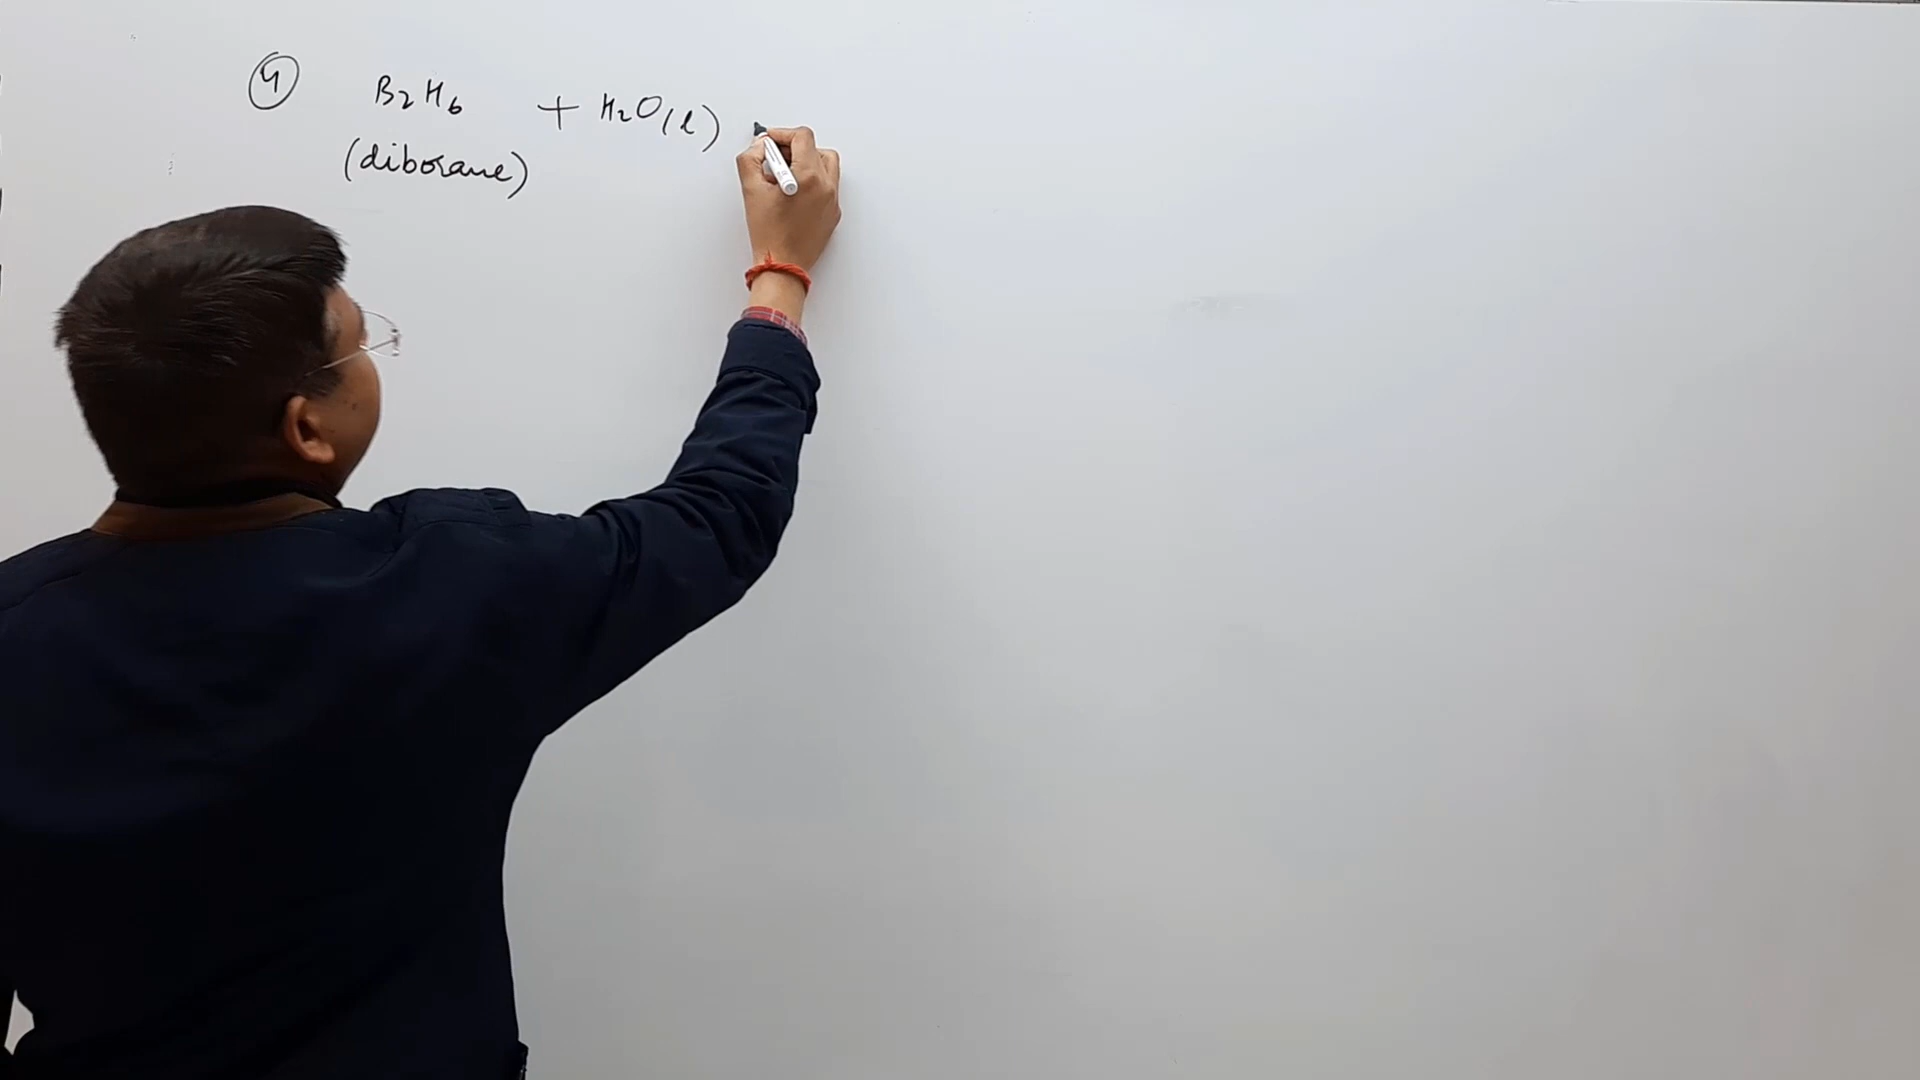 ④ B₂H₆ + H₂O(l)
(diborane)